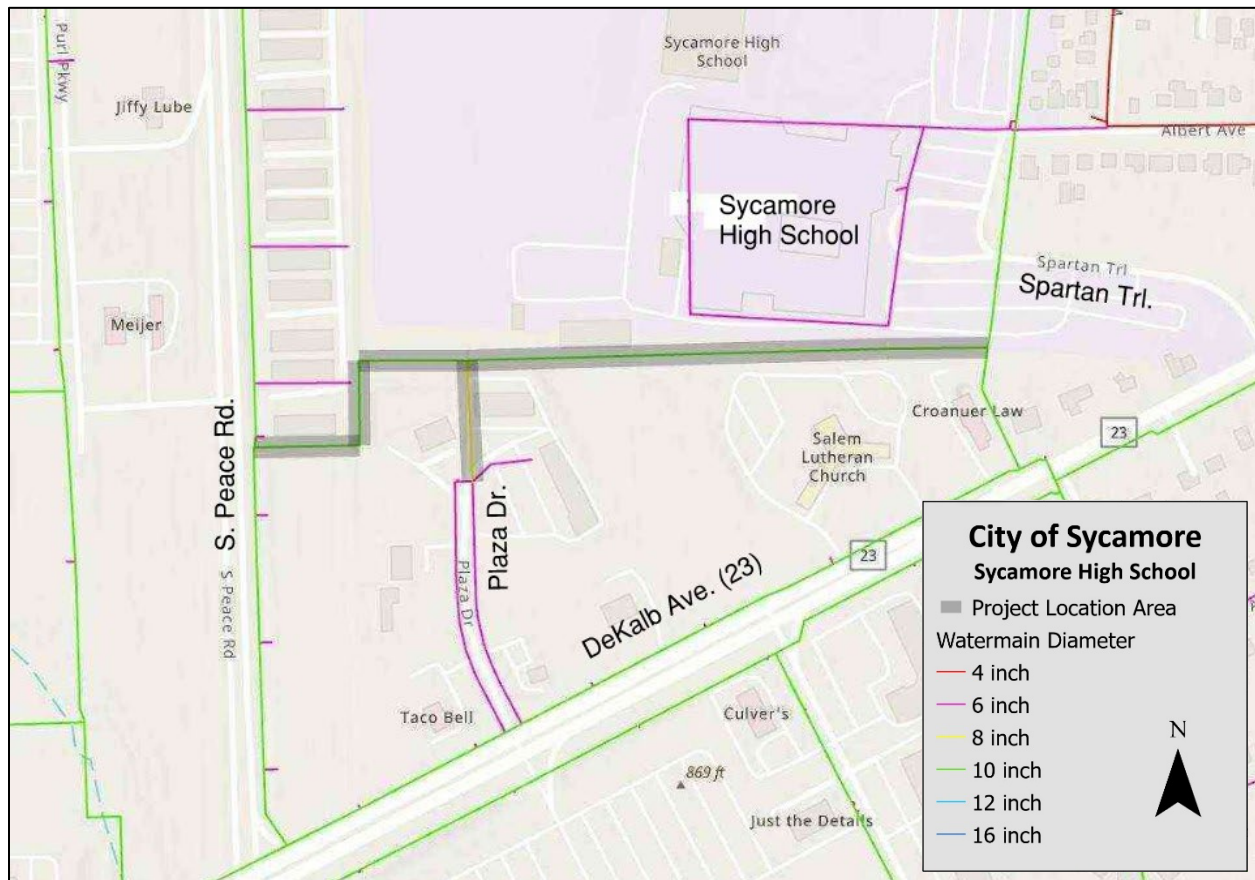 Purl Pkwy
Jiffy Lube
Sycamore High
School
Albert Ave
Sycamore
High School
Spartan Trl
Spartan Trl.
Meijer
S. Peace Rd.
S Peace Rd
Croanuer Law
23
Salem
Lutheran
Church
Plaza Dr.
Plaza Dr
23
DeKalb Ave. (23)
Taco Bell
Culver's
869 ft
Just the Details
City of Sycamore
Sycamore High School
Project Location Area
Watermain Diameter
4 inch
6 inch
8 inch
10 inch
12 inch
16 inch
N